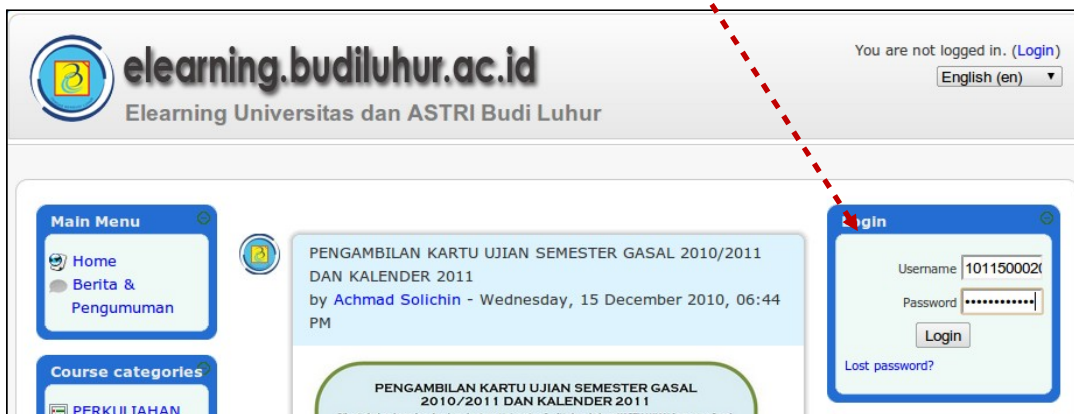 elearning.budiluhur.ac.id
Elearning Universitas dan ASTRI Budi Luhur
You are not logged in. (Login)
English (en)
Main Menu
Home
Berita &
Pengumuman
Course categories
PERKULIAHAN
PENGAMBILAN KARTU UJIAN SEMESTER GASAL 2010/2011
DAN KALENDER 2011
by Achmad Solichin - Wednesday, 15 December 2010, 06:44
PM
PENGAMBILAN KARTU UJIAN SEMESTER GASAL
2010/2011 DAN KALENDER 2011
Login
Username 101150002
Password ••••••••••••
Login
Lost password?